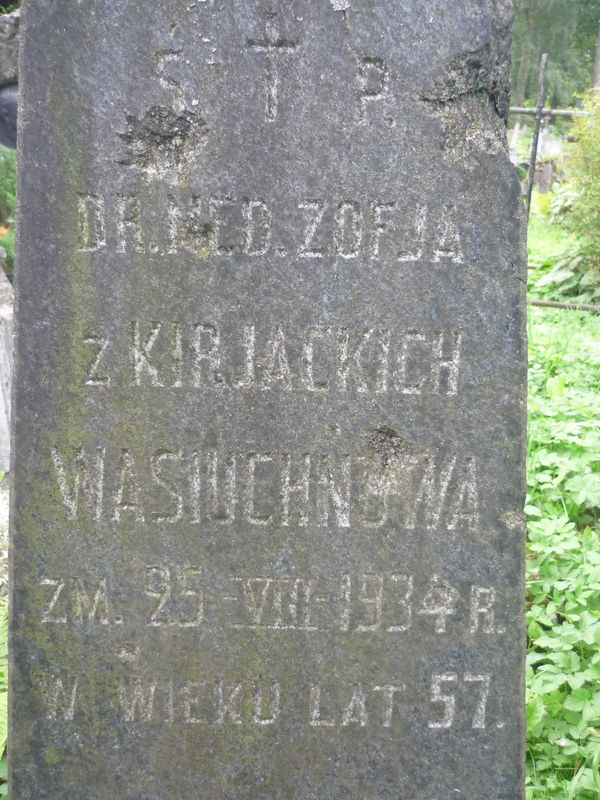 Ś † P.
DR. MED. ZOFJA
z KIRJACKICH
WASIUCHNOWA
ZM. 25-VIII-1934 R.
W WIEKU LAT 57.